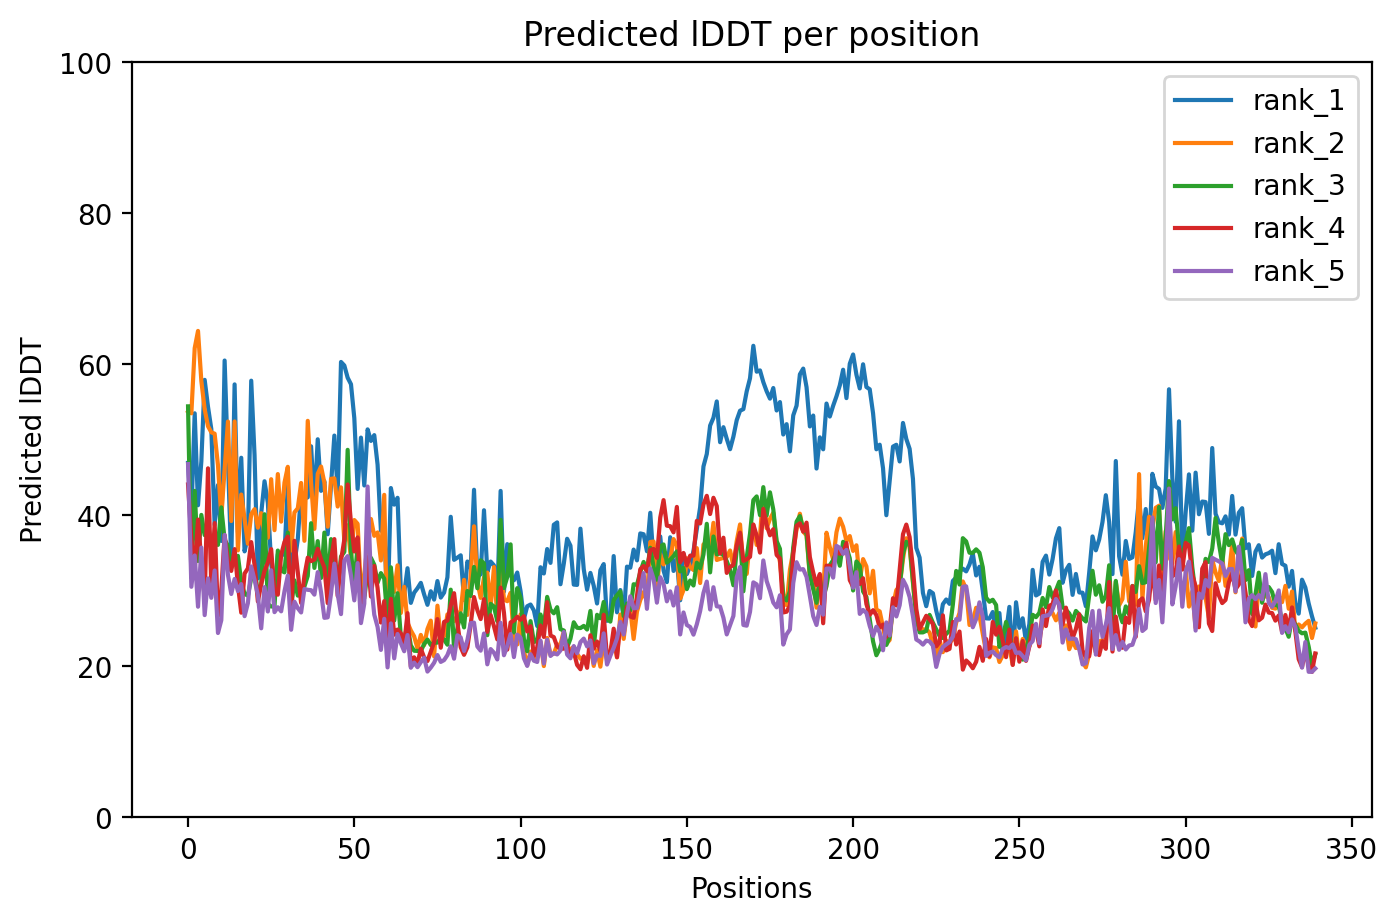 Predicted lDDT per position
100
80
60
40
20
0
Predicted lDDT
0 50 100 150 200 250 300 350
Positions
rank_1
rank_2
rank_3
rank_4
rank_5